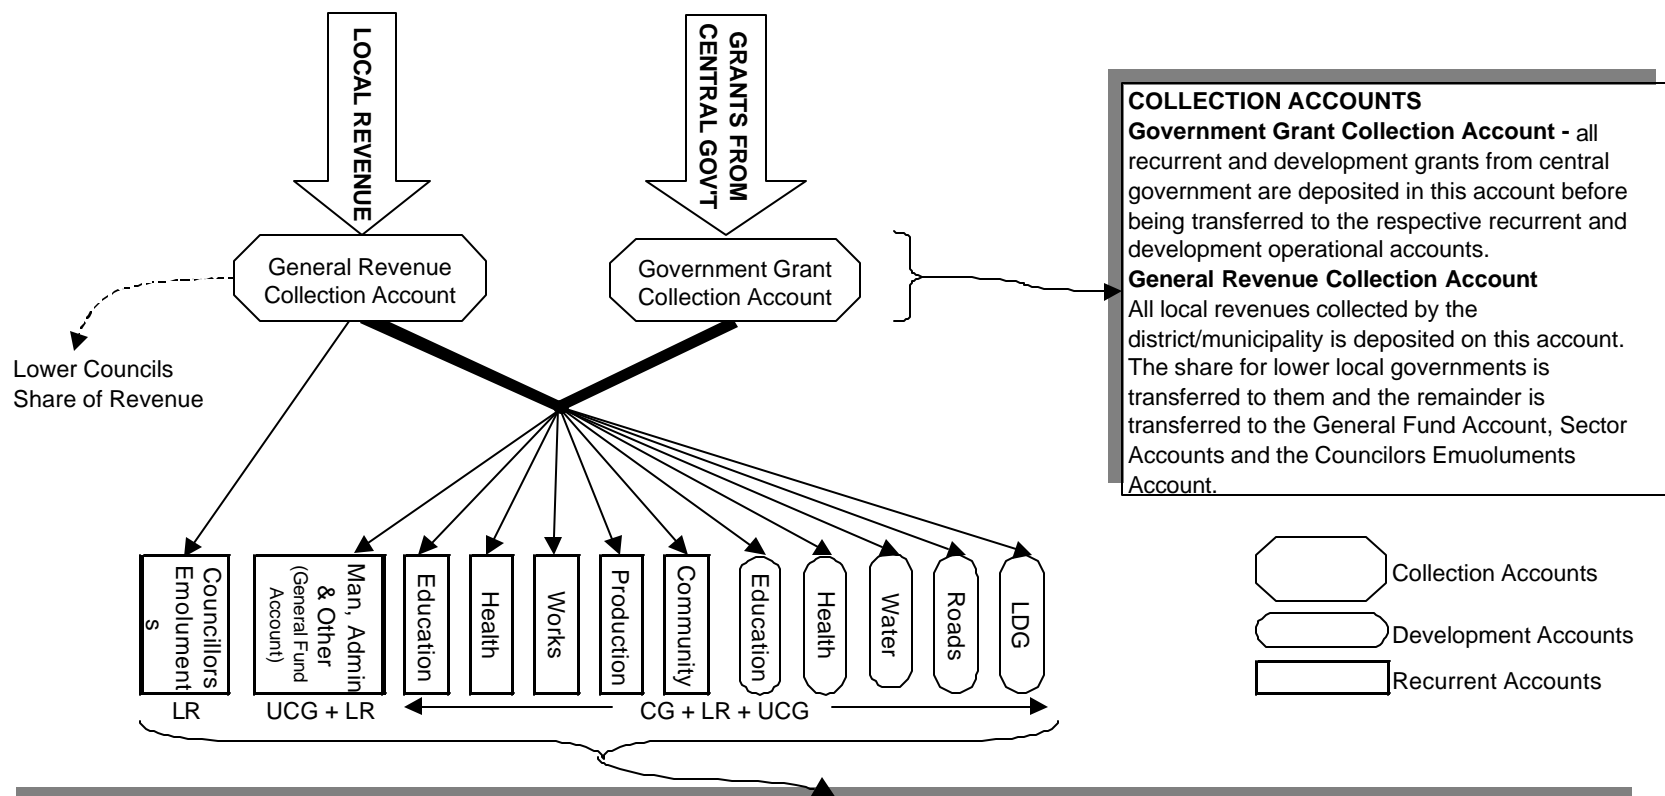 LOCAL REVENUE
GRANTS FROM
CENTRAL GOV'T
General Revenue
Collection Account
Government Grant
Collection Account
Lower Councils
Share of Revenue
COLLECTION ACCOUNTS
Government Grant Collection Account - all
recurrent and development grants from central
government are deposited in this account before
being transferred to the respective recurrent and
development operational accounts.
General Revenue Collection Account
All local revenues collected by the
district/municipality is deposited on this account.
The share for lower local governments is
transferred to them and the remainder is
transferred to the General Fund Account, Sector
Accounts and the Councilors Emuoluments
Account.
Councillors
Emolument
s
Man, Admin
& Other
(General Fund
Account)
Education
Health
Works
Production
Community
Education
Health
Water
Roads
LDG
LR
UCG + LR
CG + LR + UCG
Collection Accounts
Development Accounts
Recurrent Accounts